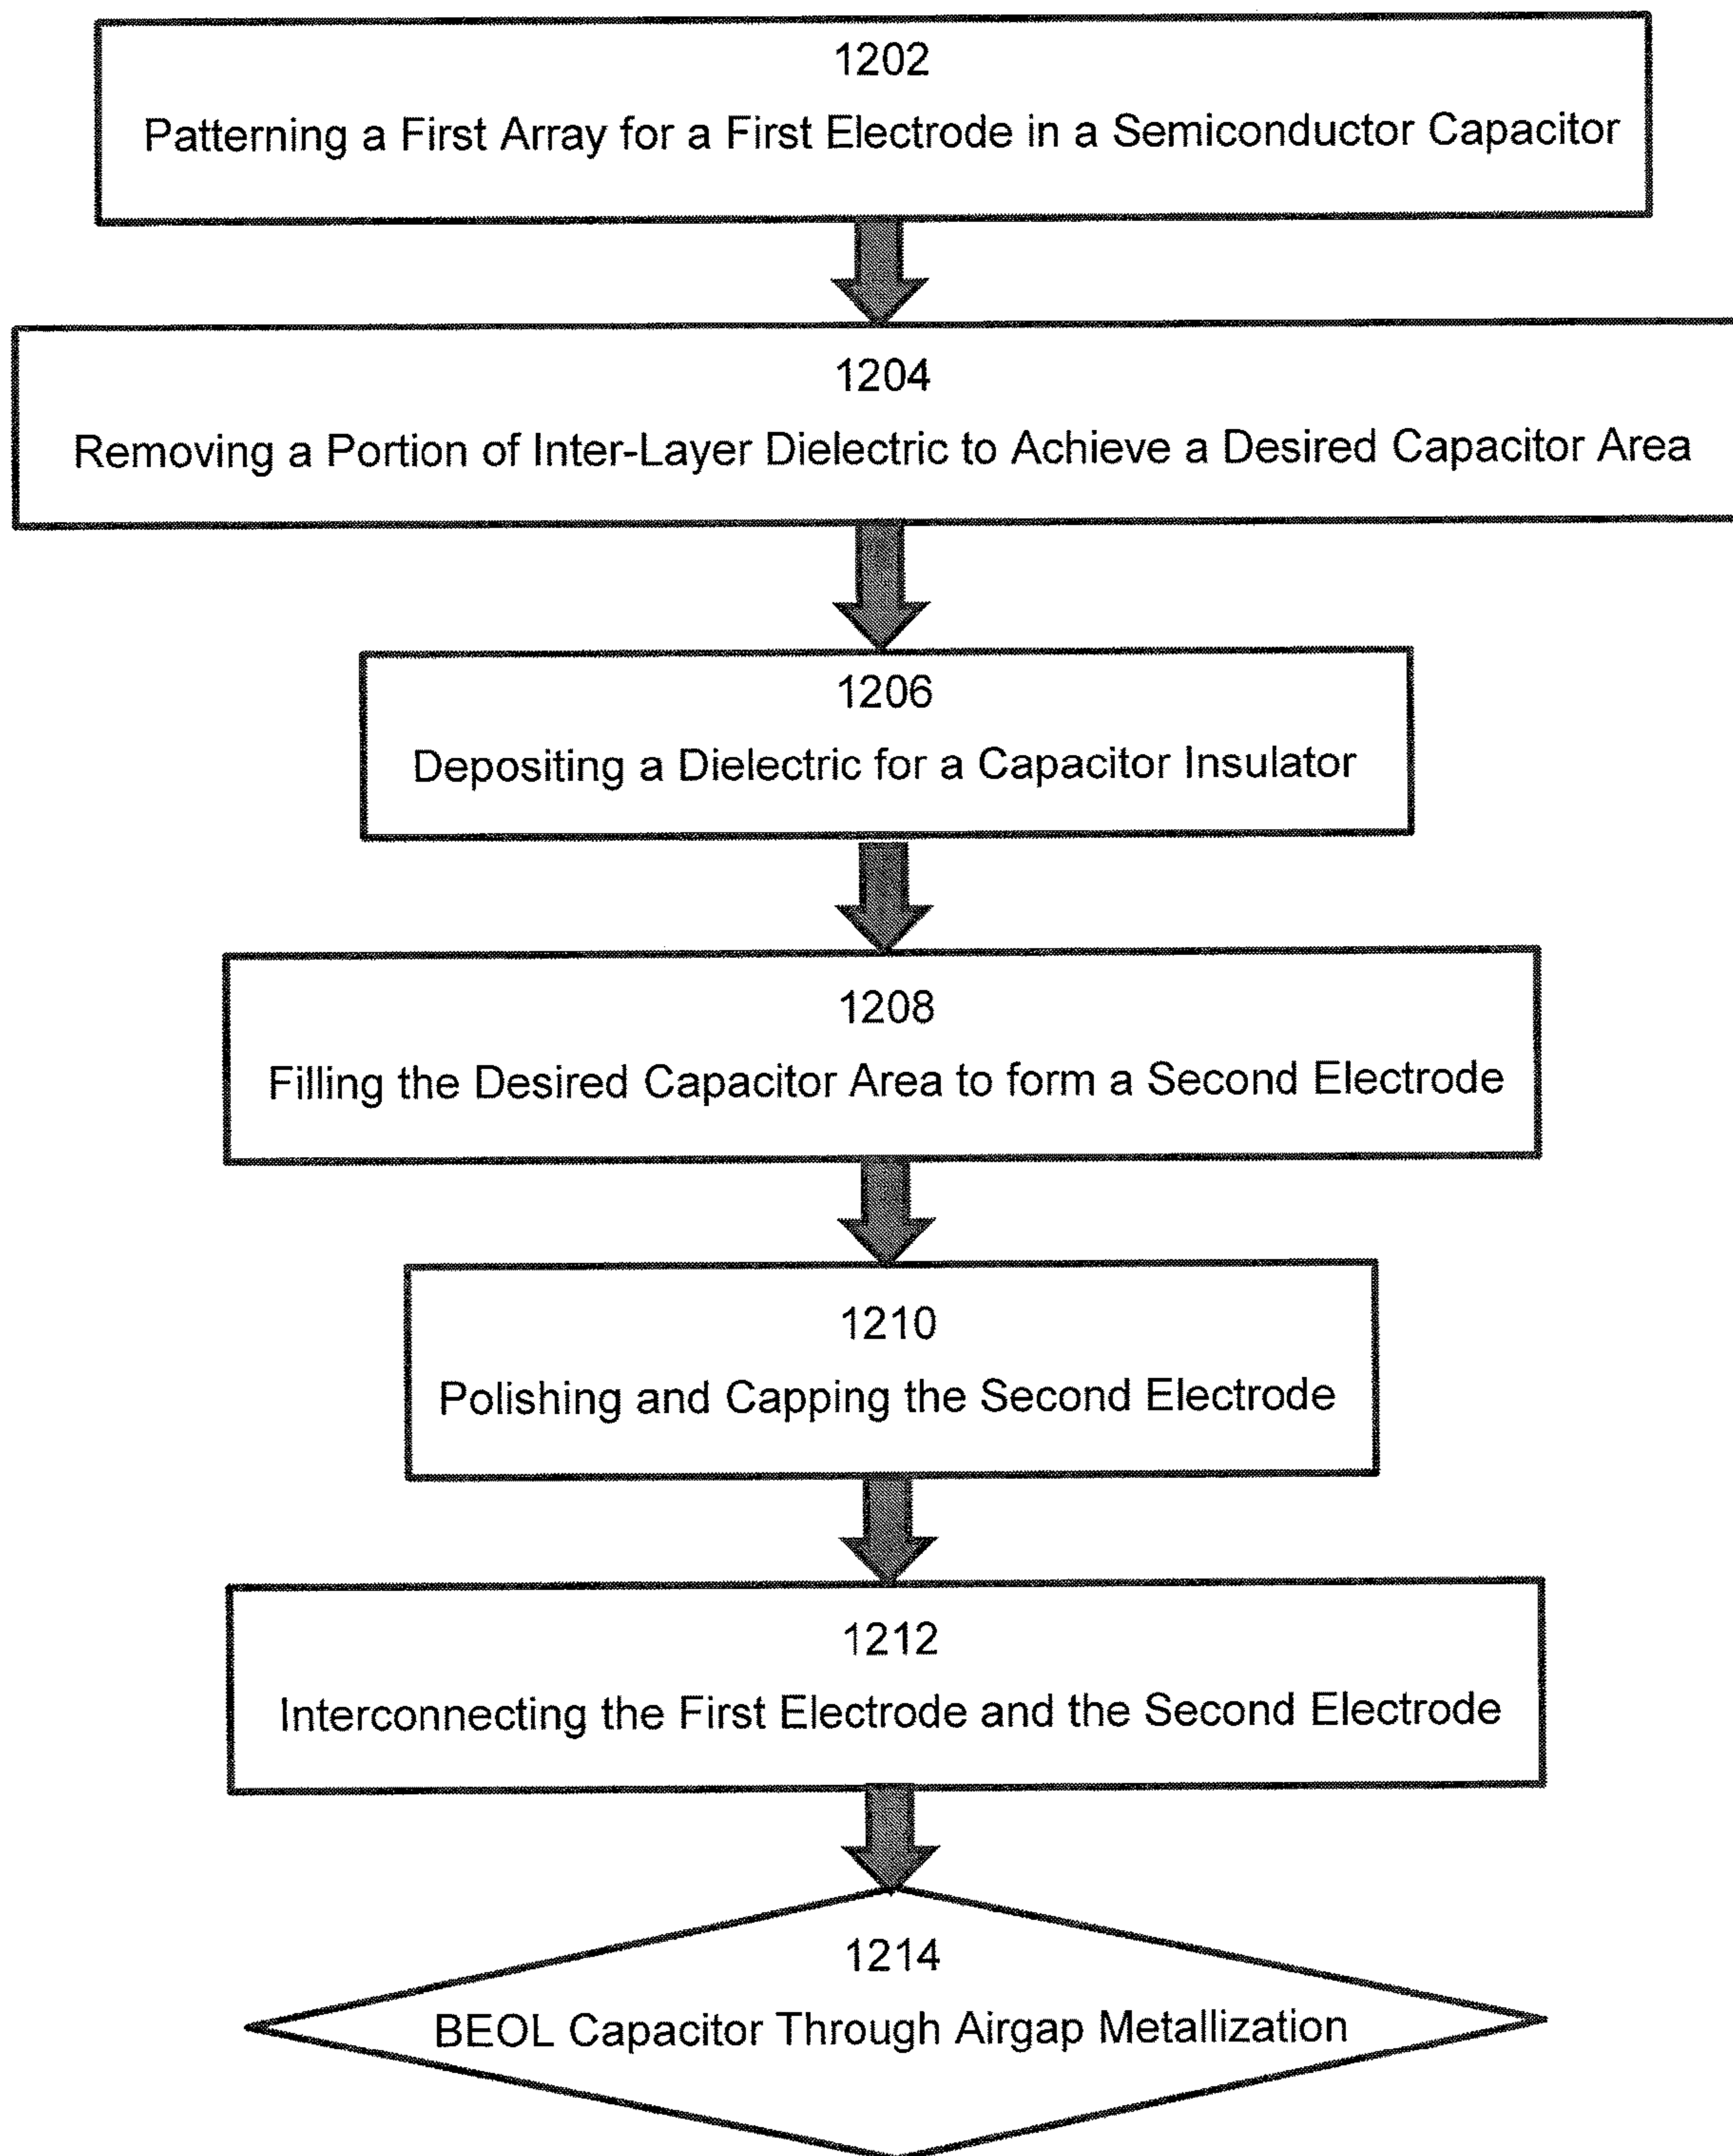 1202
Patterning a First Array for a First Electrode in a Semiconductor Capacitor
1204
Removing a Portion of Inter-Layer Dielectric to Achieve a Desired Capacitor Area
1206
Depositing a Dielectric for a Capacitor Insulator
1208
Filling the Desired Capacitor Area to form a Second Electrode
1210
Polishing and Capping the Second Electrode
1212
Interconnecting the First Electrode and the Second Electrode
1214
BEOL Capacitor Through Airgap Metallization